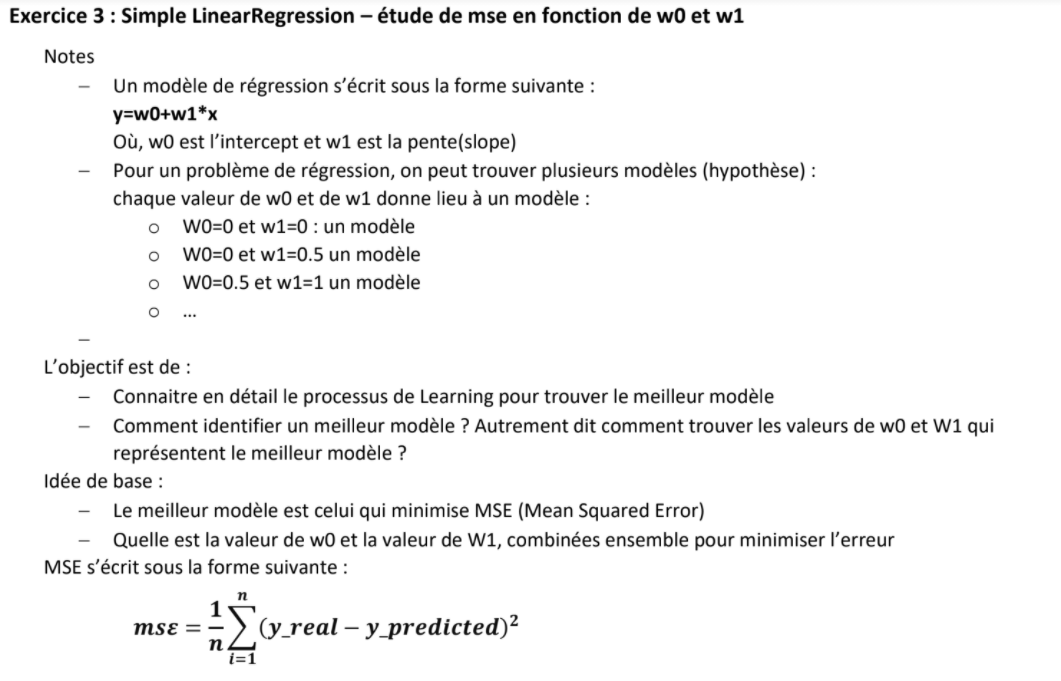 Exercice 3 : Simple LinearRegression – étude de mse en fonction de w0 et w1
Notes
– Un modèle de régression s’écrit sous la forme suivante :
y=w0+w1*x
Où, w0 est l’intercept et w1 est la pente(slope)
– Pour un problème de régression, on peut trouver plusieurs modèles (hypothèse) :
chaque valeur de w0 et de w1 donne lieu à un modèle :
o W0=0 et w1=0 : un modèle
o W0=0 et w1=0.5 un modèle
o W0=0.5 et w1=1 un modèle
o ...
–
L’objectif est de :
– Connaitre en détail le processus de Learning pour trouver le meilleur modèle
– Comment identifier un meilleur modèle ? Autrement dit comment trouver les valeurs de w0 et W1 qui
représentent le meilleur modèle ?
Idée de base :
– Le meilleur modèle est celui qui minimise MSE (Mean Squared Error)
– Quelle est la valeur de w0 et la valeur de W1, combinées ensemble pour minimiser l’erreur
MSE s’écrit sous la forme suivante :
msε = 1/n ∑_{i=1}^{n} (y_real – y_predicted)²